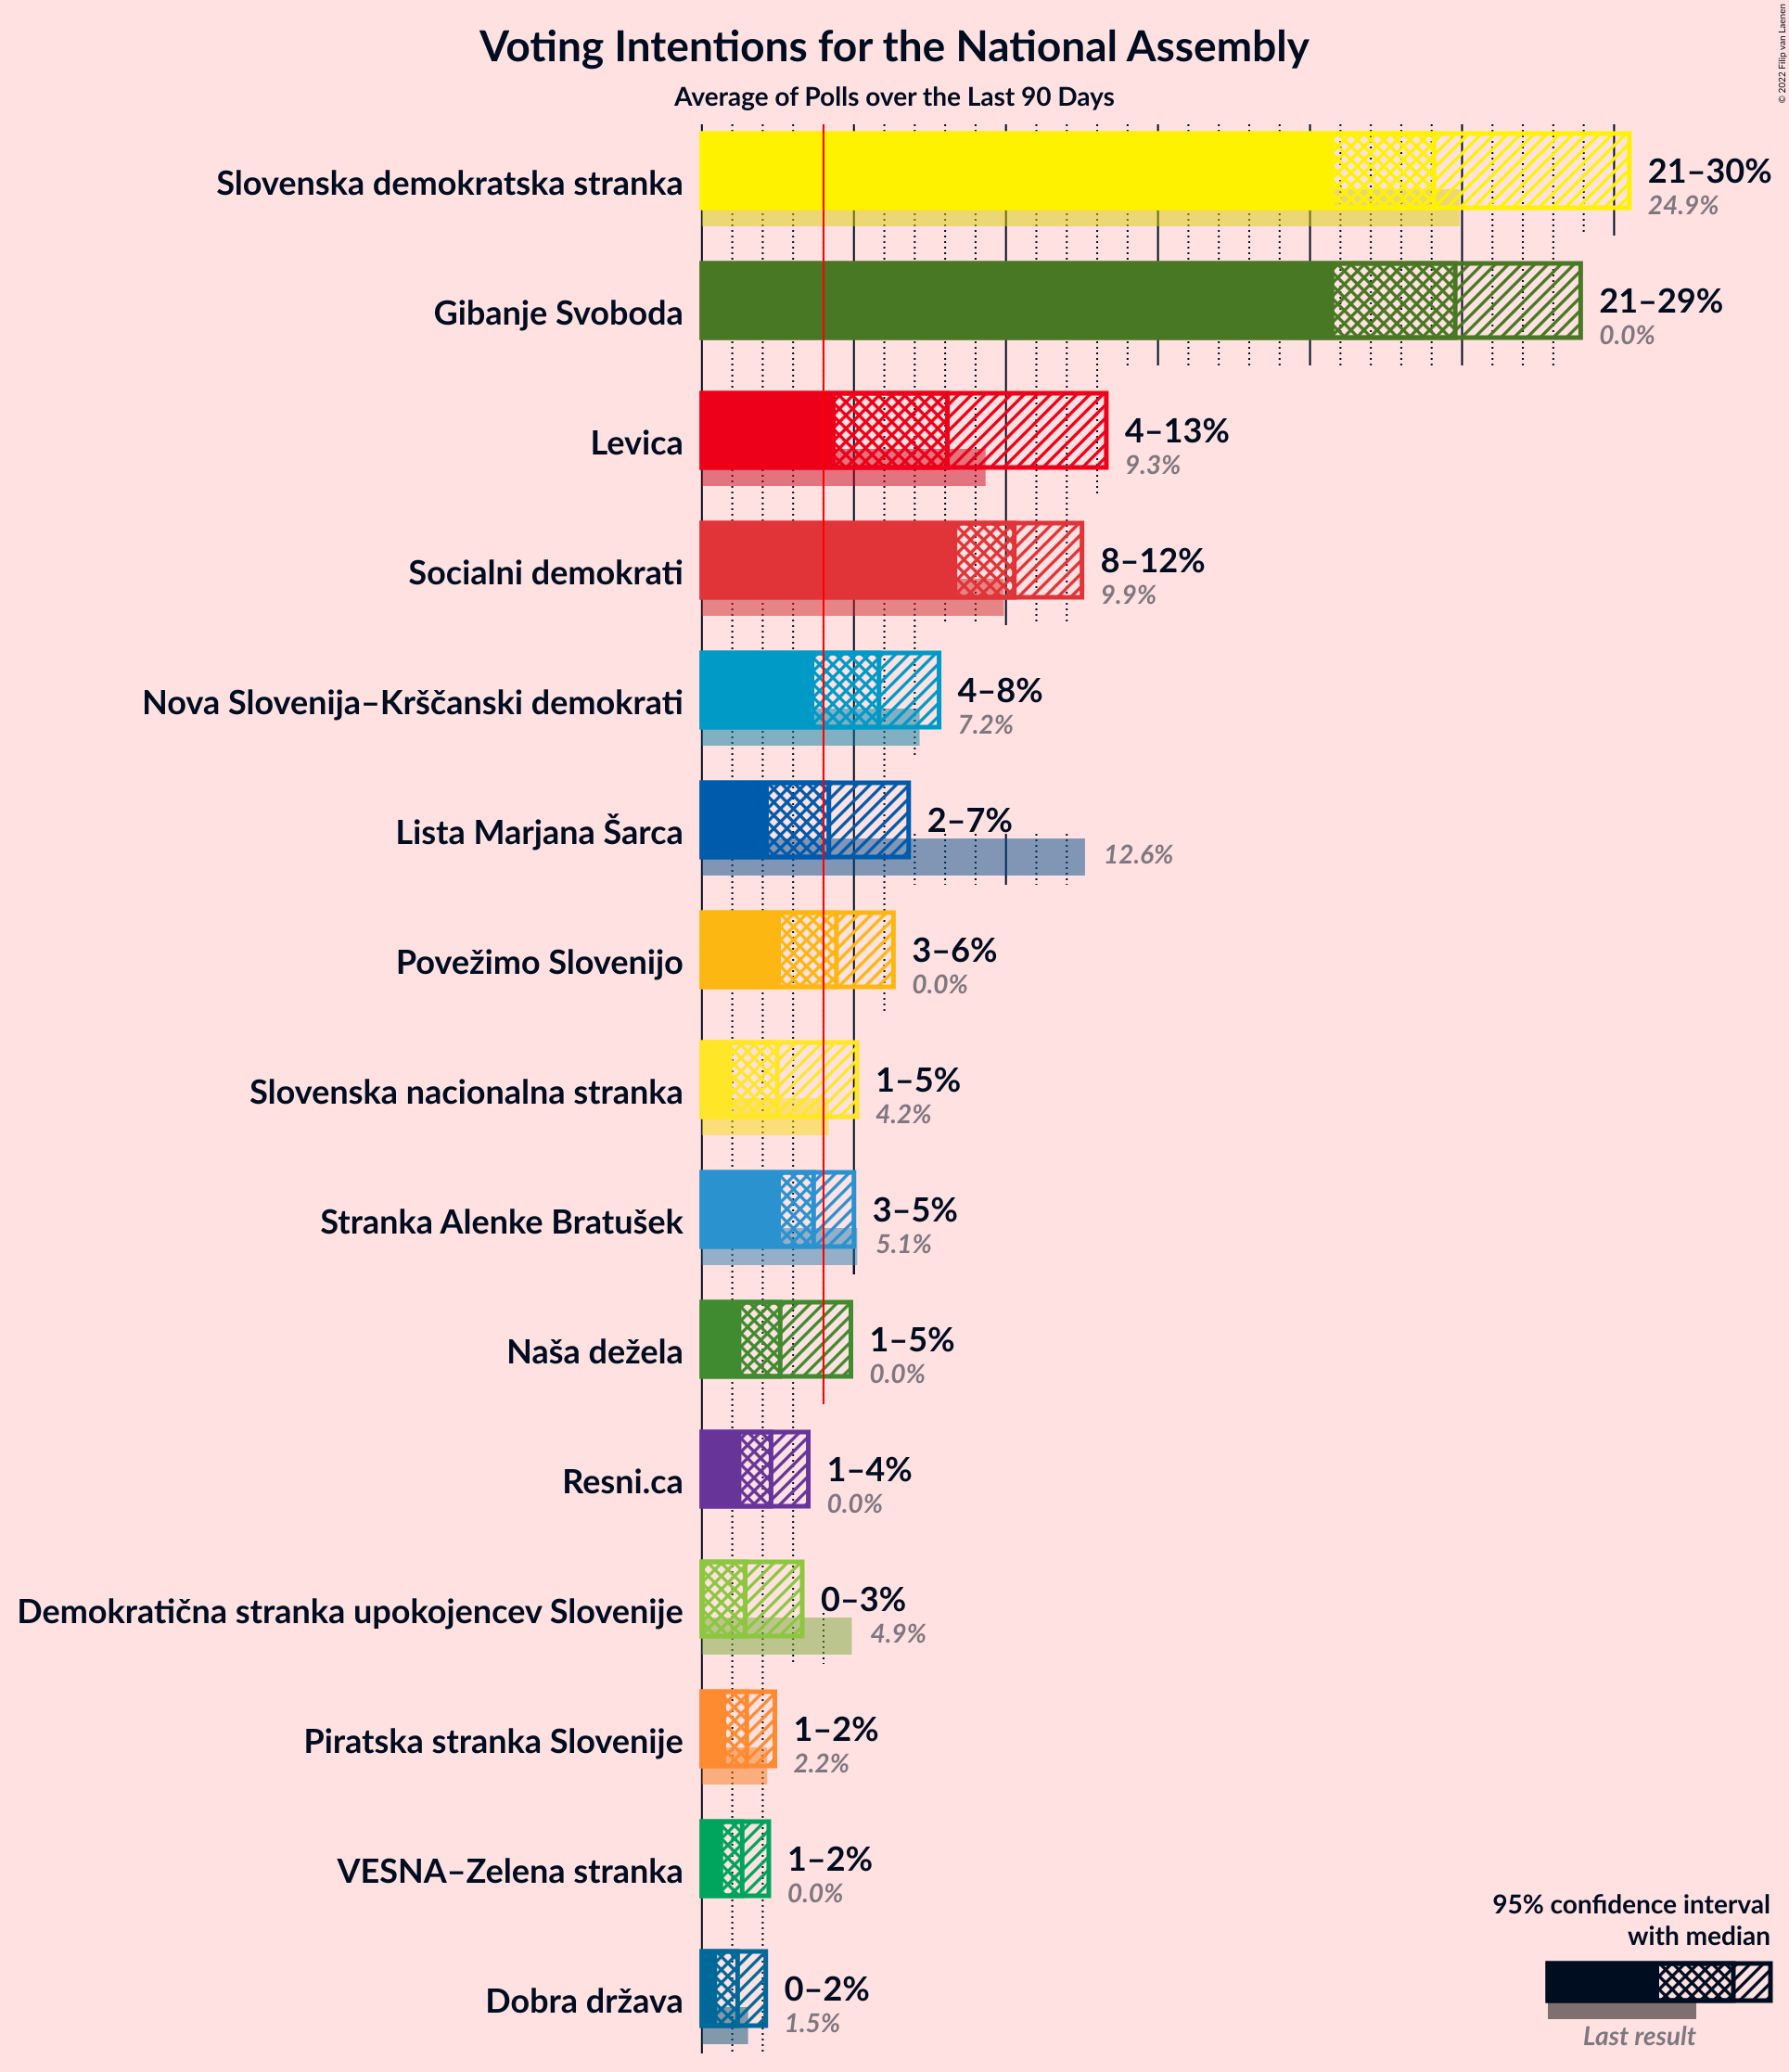 Voting Intentions for the National Assembly
Average of Polls over the Last 90 Days
© 2022 Filip van Laenen
Slovenska demokratska stranka
21–30%
24.9%
Gibanje Svoboda
21–29%
0.0%
Levica
4–13%
9.3%
Socialni demokrati
8–12%
9.9%
Nova Slovenija–Krščanski demokrati
4–8%
7.2%
Lista Marjana Šarca
2–7%
12.6%
Povežimo Slovenijo
3–6%
0.0%
Slovenska nacionalna stranka
1–5%
4.2%
Stranka Alenke Bratušek
3–5%
5.1%
Naša dežela
1–5%
0.0%
Resni.ca
1–4%
0.0%
Demokratična stranka upokojencev Slovenije
0–3%
4.9%
Piratska stranka Slovenije
1–2%
2.2%
VESNA–Zelena stranka
1–2%
0.0%
Dobra država
0–2%
1.5%
95% confidence interval
with median
Last result